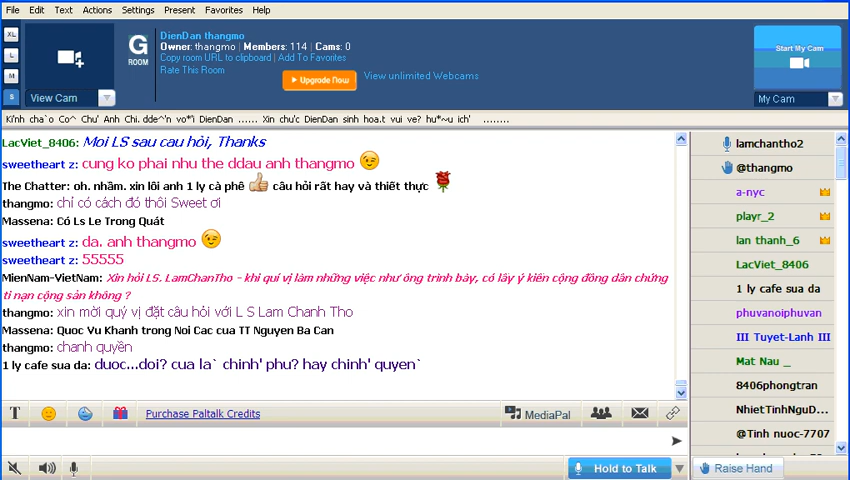 File Edit Text Actions Settings Present Favorites Help
XL
L
M
S
View Cam
G
ROOM
DienDan thangmo
Owner: thangmo | Members: 114 | Cams: 0
Copy room URL to clipboard | Add To Favorites
Rate This Room
Upgrade Now
View unlimited Webcams
Start My Cam
My Cam
Ki'nh cha`o Co^ Chu' Anh Chi. dde^'n vo*'i DienDan ...... Xin chu'c DienDan sinh hoa.t vui ve? hu*~u ich' ........
LacViet_8406: Moi LS sau cau hỏi, Thanks
sweetheart z: cung ko phai nhu the ddau anh thangmo
The Chatter: oh. nhầm. xin lỗi anh 1 ly cà phê câu hỏi rất hay và thiết thực
thangmo: chỉ có cách đó thôi Sweet ơi
Massena: Có Ls Le Trong Quát
sweetheart z: da. anh thangmo
sweetheart z: 55555
MienNam-VietNam: Xin hỏi LS. LamChanTho - khi quí vị làm những việc như ông trình bày, có lấy ý kiến cộng đồng dân chứng
tị nạn cộng sản không ?
thangmo: xin mời quý vị đặt câu hỏi với L S Lam Chanh Tho
Massena: Quoc Vu Khanh trong Noi Cac cua TT Nguyen Ba Can
thangmo: chanh quyền
1 ly cafe sua da: duoc...doi? cua la` chinh' phu? hay chinh' quyen`
lamchantho2
@thangmo
a-nyc
playr_2
lan thanh_6
LacViet_8406
1 ly cafe sua da
phuvanoiphuvan
III Tuyet-Lanh III
Mat Nau _
8406phongtran
NhietTinhNguD...
@Tinh nuoc-7707
T
Purchase Paltalk Credits
MediaPal
Hold to Talk
Raise Hand